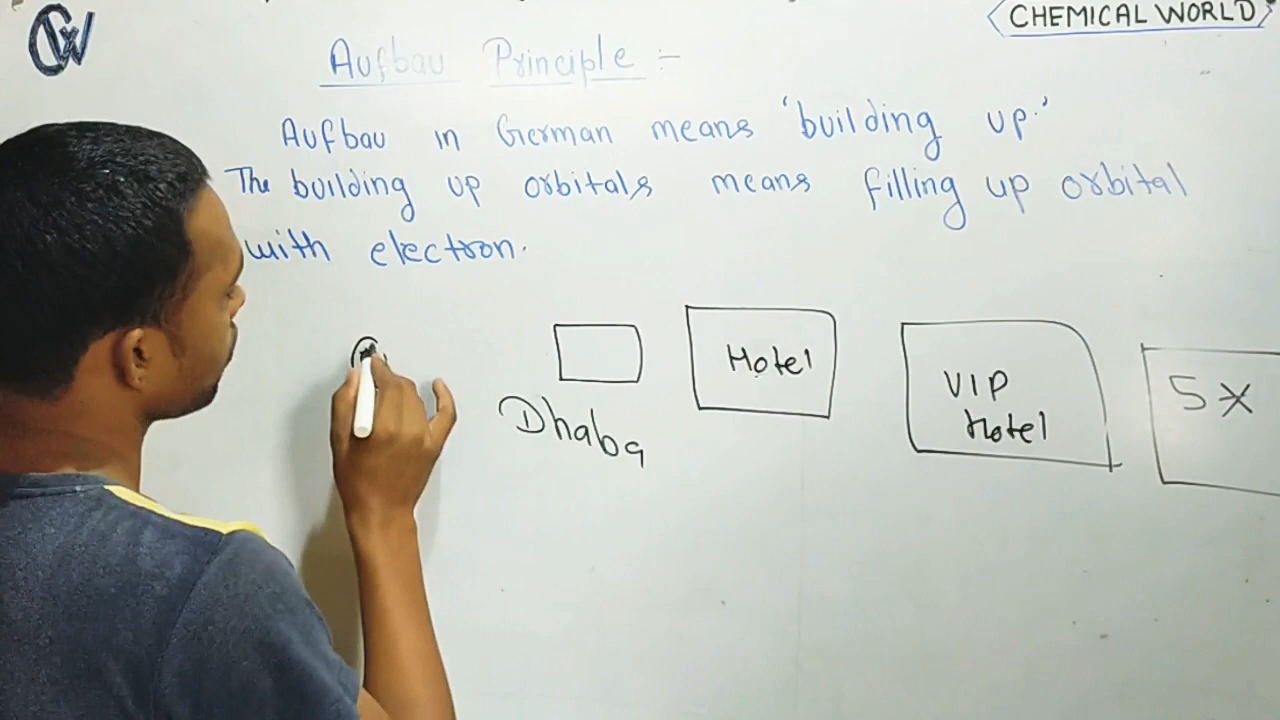 CW
CHEMICAL WORLD
Aufbau Principle :-
Aufbau in German means 'building up.'
The building up orbitals means filling up orbital
with electron.
Hotel
VIP
Hotel
5
Dhaba